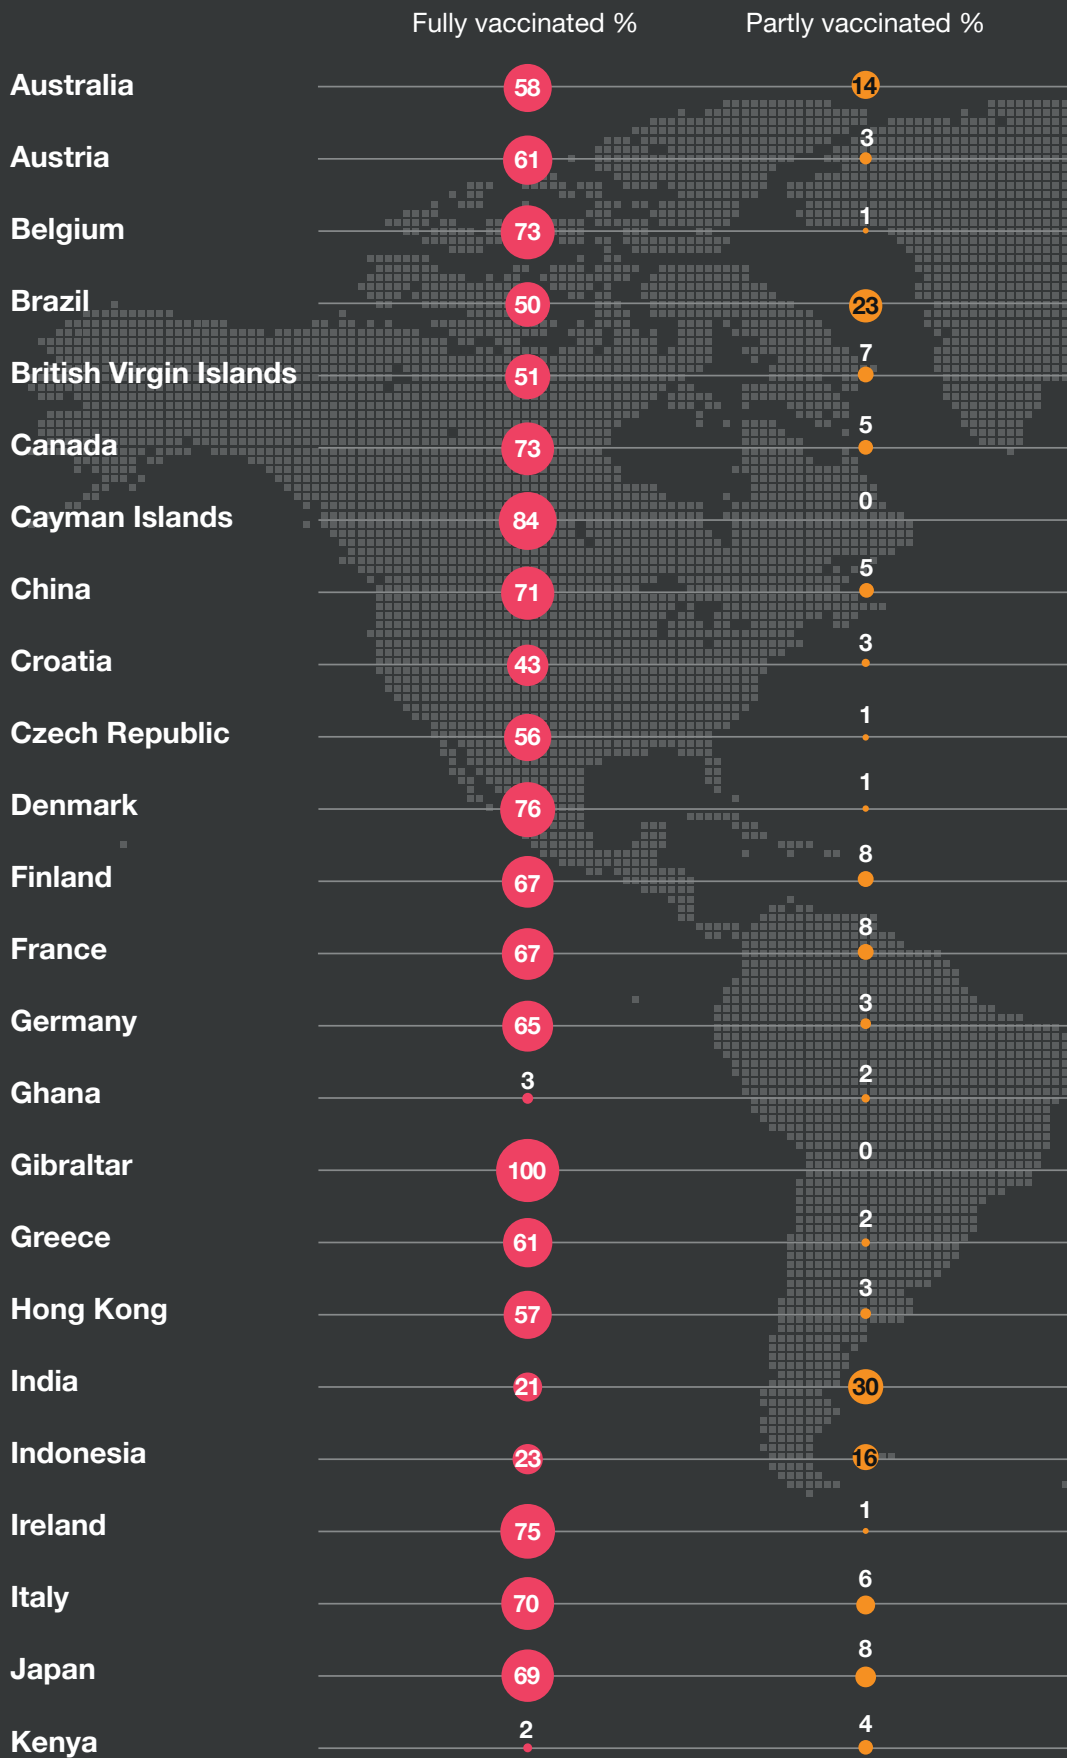 Fully vaccinated % Partly vaccinated %
Australia 58 14
Austria 61 3
Belgium 73 1
Brazil 50 23
British Virgin Islands 51 7
Canada 73 5
Cayman Islands 84 0
China 71 5
Croatia 43 3
Czech Republic 56 1
Denmark 76 1
Finland 67 8
France 67 8
Germany 65 3
Ghana 3 2
Gibraltar 100 0
Greece 61 2
Hong Kong 57 3
India 21 30
Indonesia 23 16
Ireland 75 1
Italy 70 6
Japan 69 8
Kenya 2 4